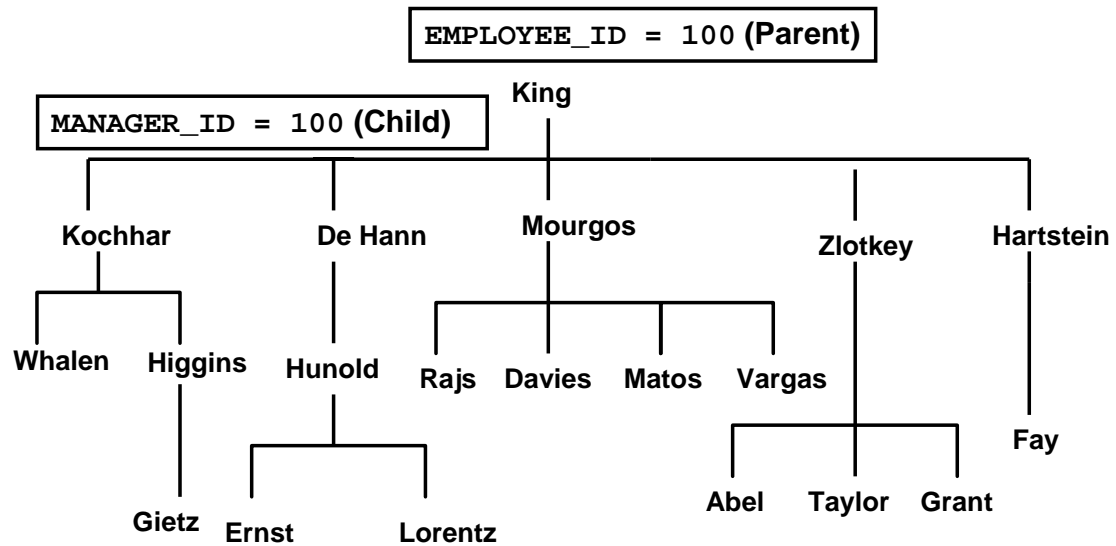 EMPLOYEE_ID = 100 (Parent)
King
MANAGER_ID = 100 (Child)
Kochhar
De Hann
Mourgos
Zlotkey
Hartstein
Whalen
Higgins
Hunold
Rajs
Davies
Matos
Vargas
Fay
Abel
Taylor
Grant
Gietz
Ernst
Lorentz